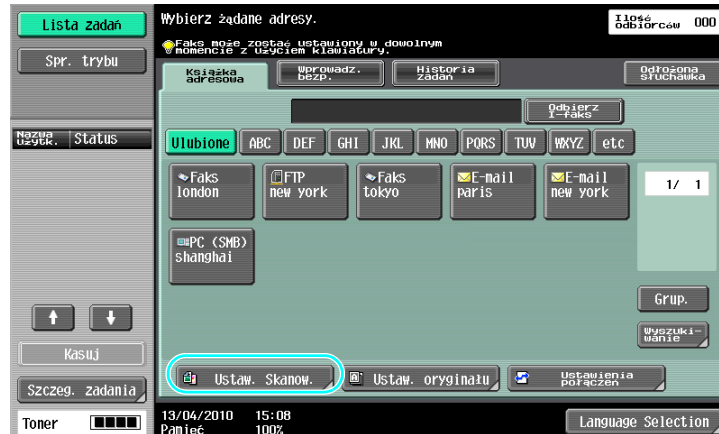 Lista zadań
Spr. trybu
Nazwa użytk.
Status
Kasuj
Szczeg. zadania
Toner
Wybierz żądane adresy.
Ilość odbiorców 000
Faks może zostać ustawiony w dowolnym
momencie z użyciem klawiatury.
Książka adresowa
Wprowadz. bezp.
Historia zadań
Odłożona słuchawka
Odbierz I-faks
Ulubione
ABC
DEF
GHI
JKL
MNO
PQRS
TUV
WXYZ
etc
Faks
london
FTP
new york
Faks
tokyo
E-mail
paris
E-mail
new york
1/ 1
PC (SMB)
shanghai
Grup.
Wyszuki-
wanie
Ustaw. Skanow.
Ustaw. oryginału
Ustawienia połączeń
13/04/2010 15:08
Pamięć 100%
Language Selection